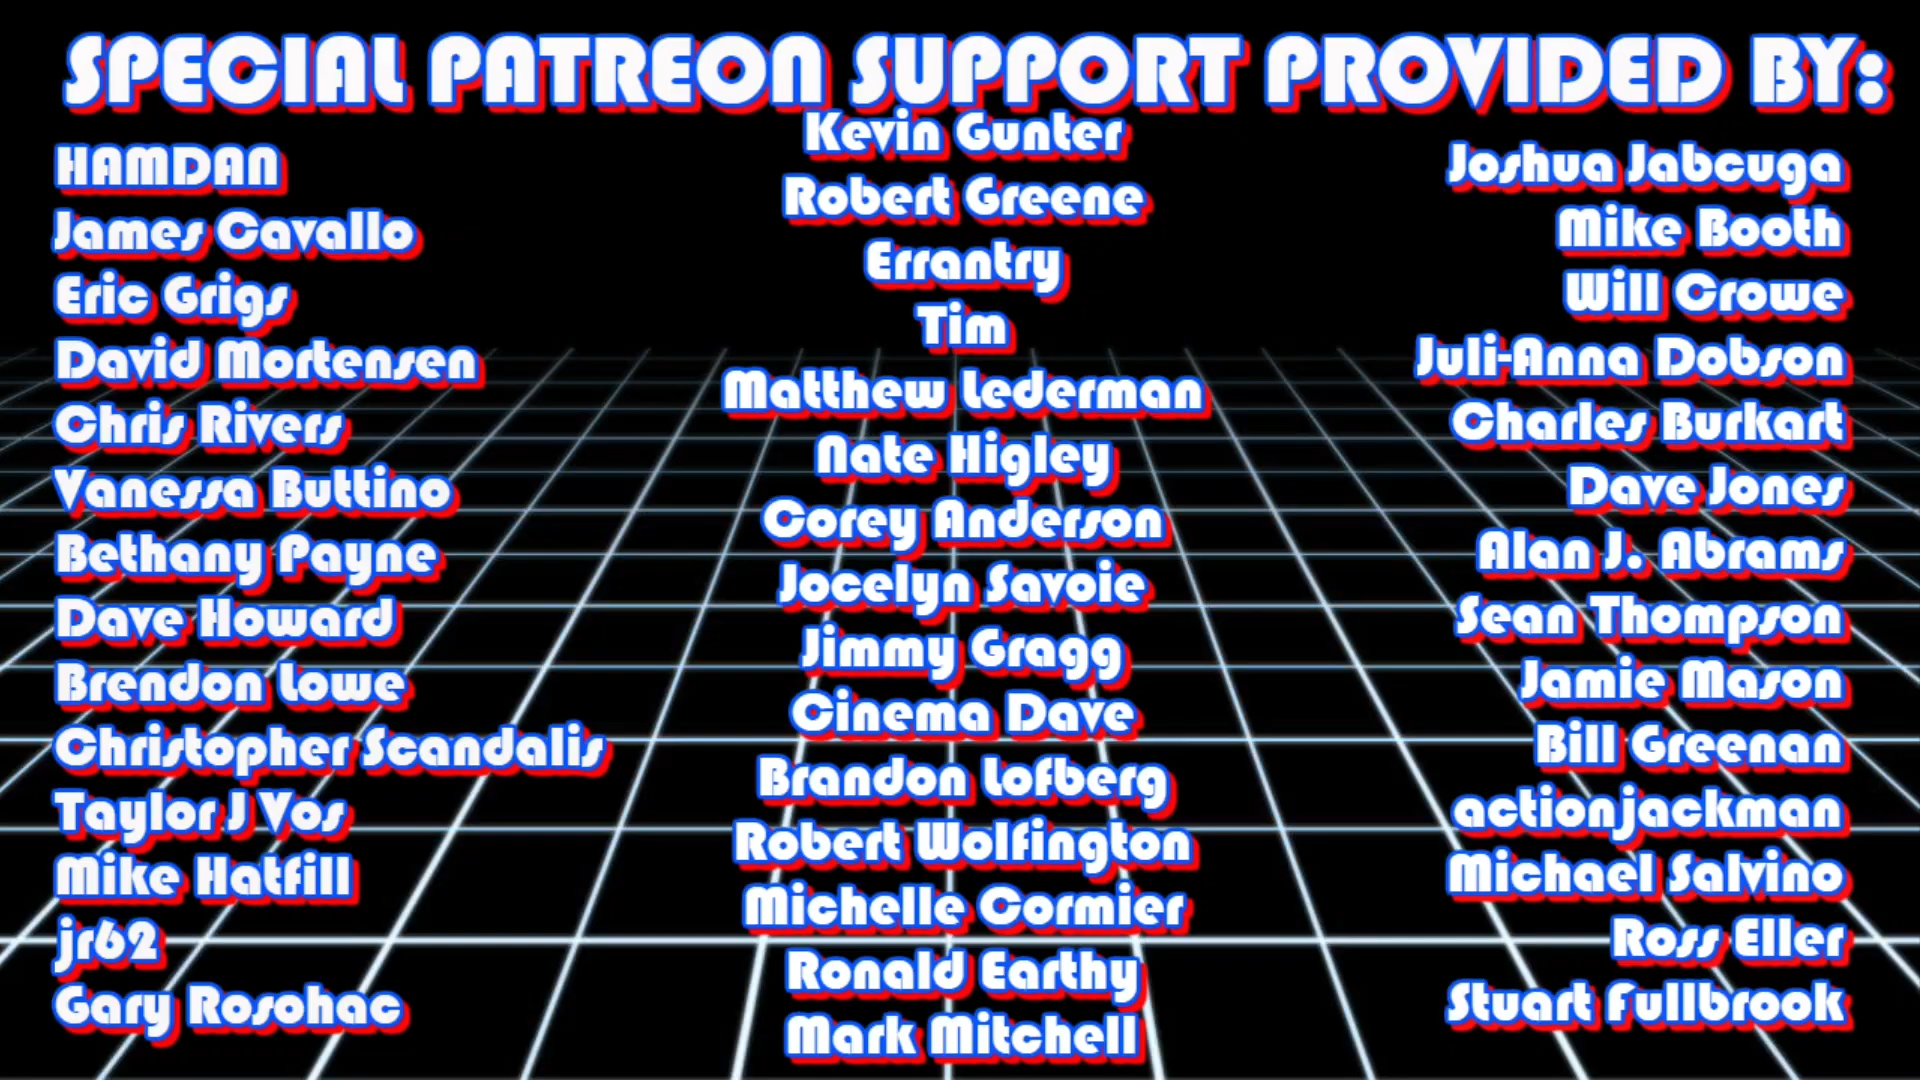 SPECIAL PATREON SUPPORT PROVIDED BY:
HAMDAN
James Cavallo
Eric Grigs
David Mortensen
Chris Rivers
Vanessa Buttino
Bethany Payne
Dave Howard
Brendon Lowe
Christopher Scandalis
Taylor J Vos
Mike Hatfill
jr62
Gary Rosohac
Kevin Gunter
Robert Greene
Errantry
Tim
Matthew Lederman
Nate Higley
Corey Anderson
Jocelyn Savoie
Jimmy Gragg
Cinema Dave
Brandon Lofberg
Robert Wolfington
Michelle Cormier
Ronald Earthy
Mark Mitchell
Joshua Jabcuga
Mike Booth
Will Crowe
Juli-Anna Dobson
Charles Burkart
Dave Jones
Alan J. Abrams
Sean Thompson
Jamie Mason
Bill Greenan
actionjackman
Michael Salvino
Ross Eller
Stuart Fullbrook